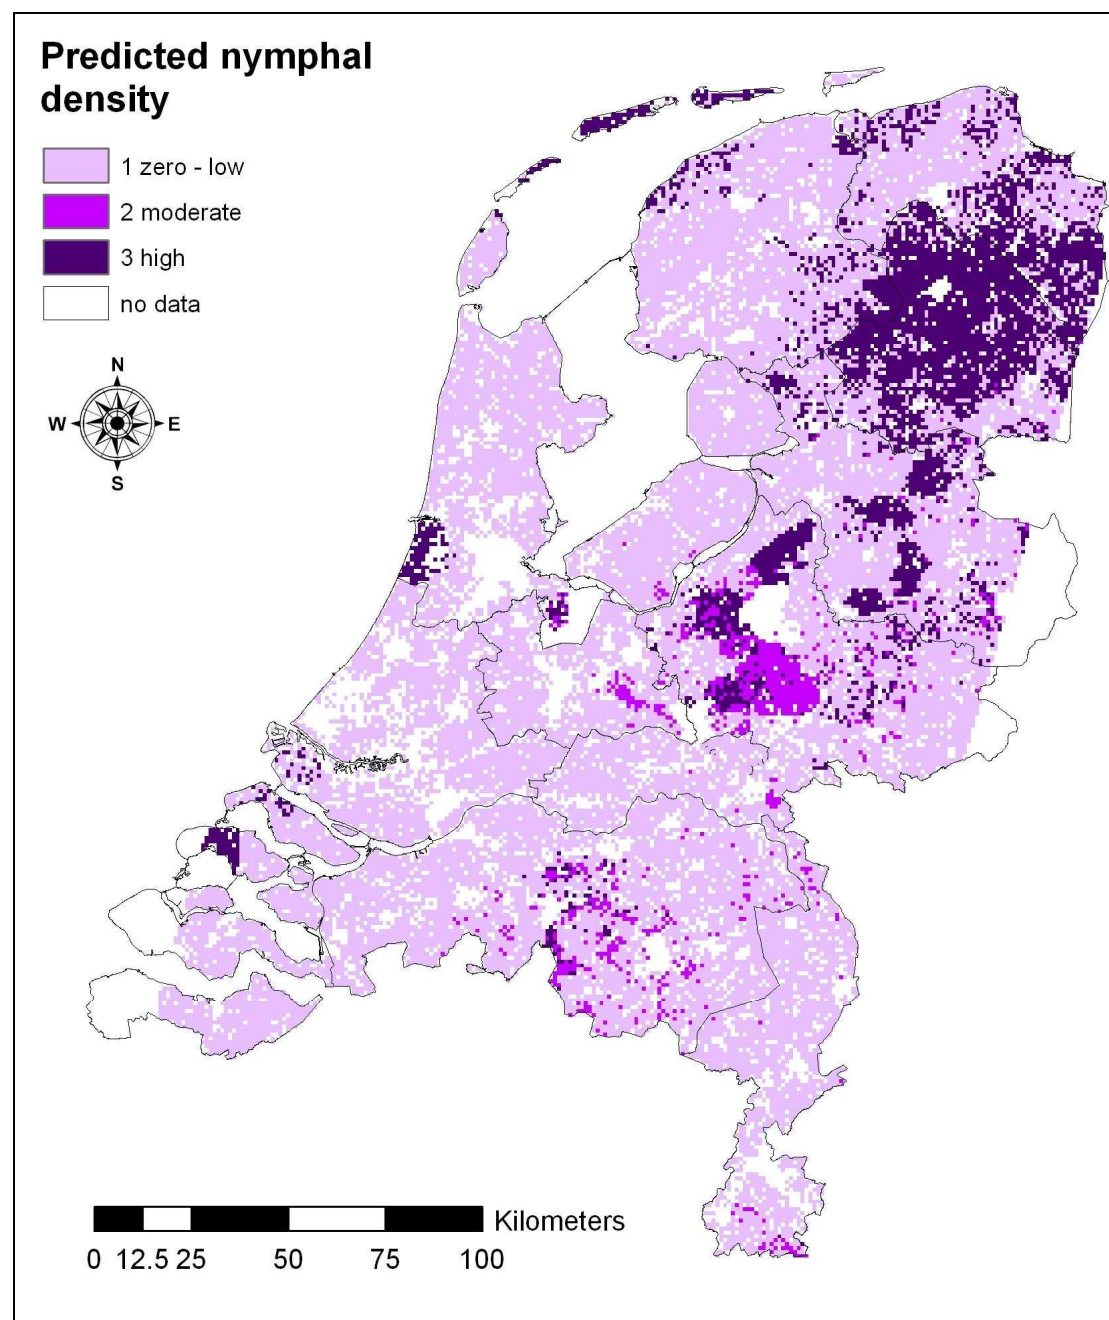 Predicted nymphal
density
1 zero - low
2 moderate
3 high
no data
N
W E
S
Kilometers
0 12.5 25 50 75 100